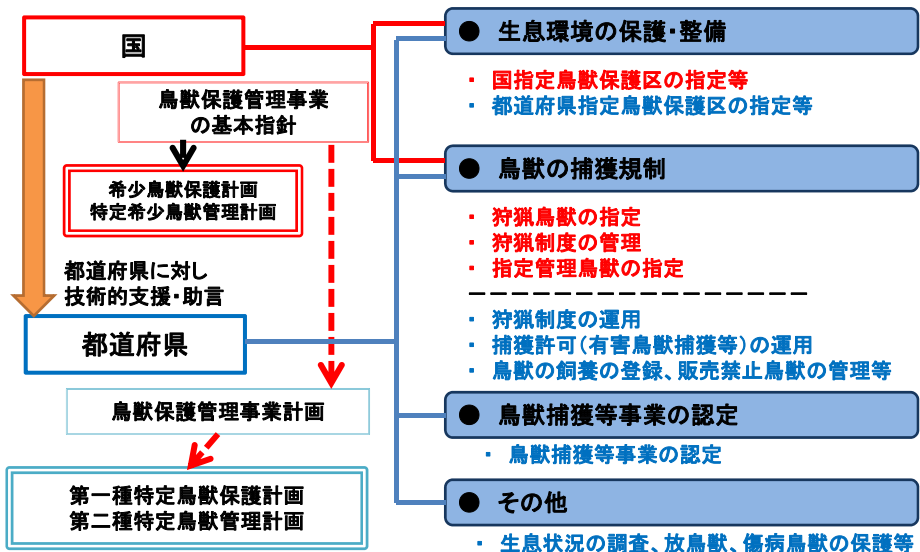 国
鳥獣保護管理事業
の基本指針
希少鳥獣保護計画
特定希少鳥獣管理計画
都道府県に対し
技術的支援・助言
都道府県
鳥獣保護管理事業計画
第一種特定鳥獣保護計画
第二種特定鳥獣管理計画
● 生息環境の保護・整備
・ 国指定鳥獣保護区の指定等
・ 都道府県指定鳥獣保護区の指定等
● 鳥獣の捕獲規制
・ 狩猟鳥獣の指定
・ 狩猟制度の管理
・ 指定管理鳥獣の指定
・ 狩猟制度の運用
・ 捕獲許可(有害鳥獣捕獲等)の運用
・ 鳥獣の飼養の登録、販売禁止鳥獣の管理等
● 鳥獣捕獲等事業の認定
・ 鳥獣捕獲等事業の認定
● その他
・ 生息状況の調査、放鳥獣、傷病鳥獣の保護等